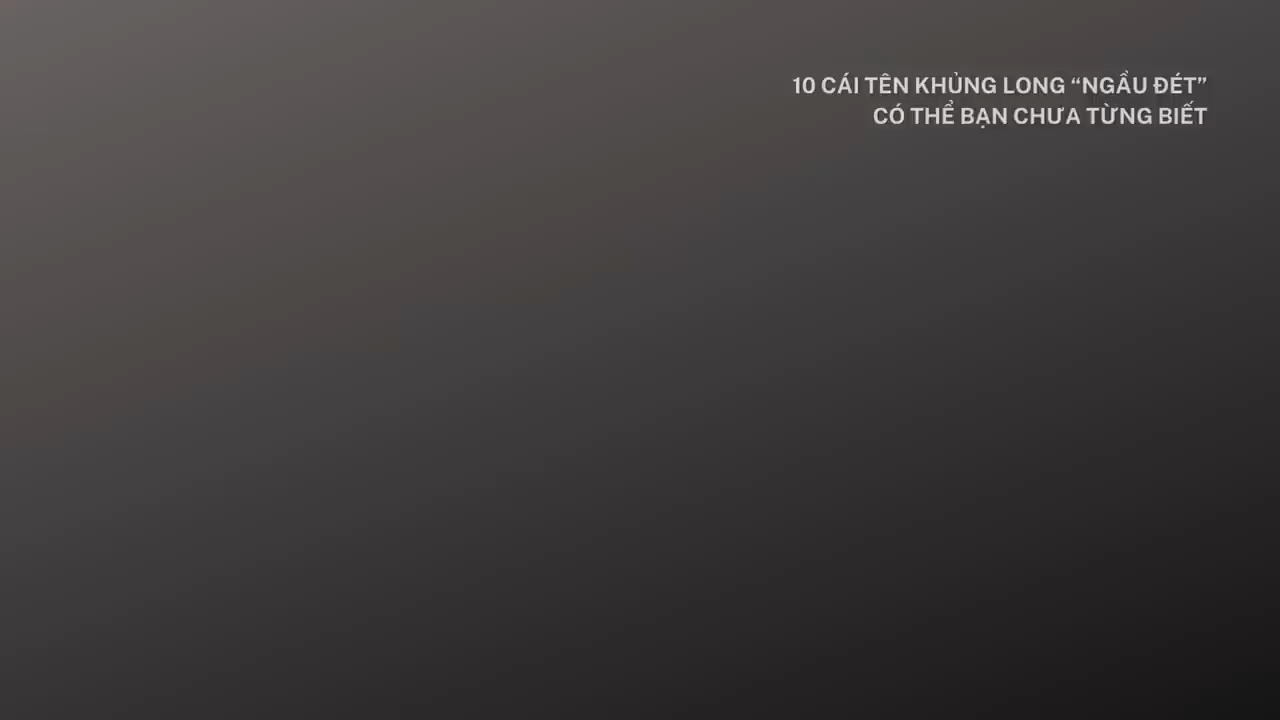 10 CÁI TÊN KHỦNG LONG “NGẦU ĐÉT”
CÓ THỂ BẠN CHƯA TỪNG BIẾT